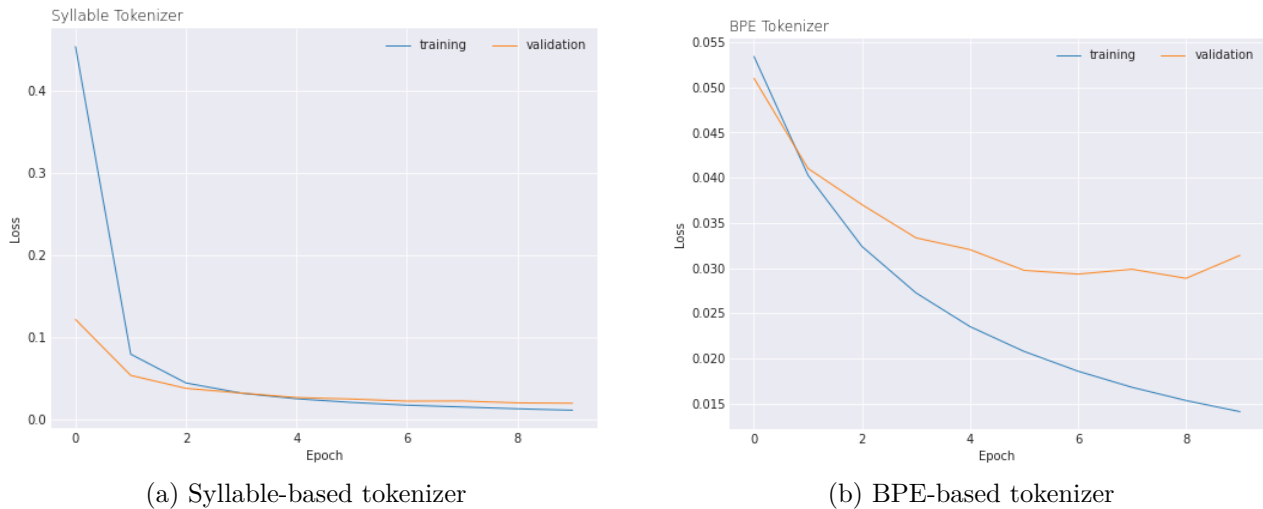 Syllable Tokenizer
training
validation
0.4
0.3
0.2
0.1
0.0
Loss
0 2 4 6 8
Epoch
(a) Syllable-based tokenizer
BPE Tokenizer
training
validation
0.055
0.050
0.045
0.040
0.035
0.030
0.025
0.020
0.015
Loss
0 2 4 6 8
Epoch
(b) BPE-based tokenizer